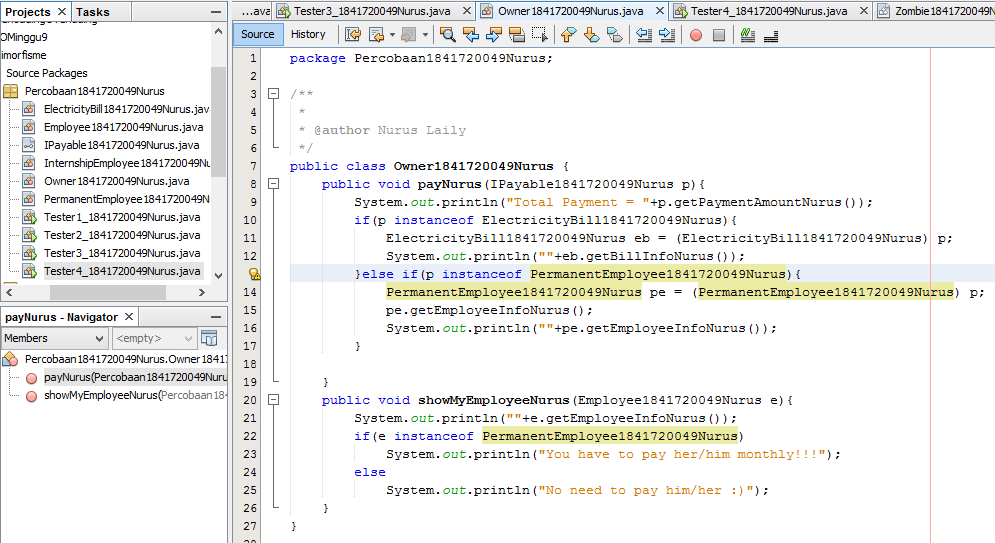 Projects
Tasks
OMinggu9
imorfisme
Source Packages
Percobaan1841720049Nurus
ElectricityBill1841720049Nurus.java
Employee1841720049Nurus.java
IPayable1841720049Nurus.java
InternshipEmployee1841720049Nu
Owner1841720049Nurus.java
PermanentEmployee1841720049N
Tester1_1841720049Nurus.java
Tester2_1841720049Nurus.java
Tester3_1841720049Nurus.java
Tester4_1841720049Nurus.java
payNurus - Navigator
Members
<empty>
Percobaan1841720049Nurus.Owner1841
payNurus(Percobaan1841720049Nuru
showMyEmployeeNurus(Percobaan18
...ava
Tester3_1841720049Nurus.java
Owner1841720049Nurus.java
Tester4_1841720049Nurus.java
Zombie1841720049N
Source
History
1 package Percobaan1841720049Nurus;
2
3 /**
4 *
5 * @author Nurus Laily
6 */
7 public class Owner1841720049Nurus {
8 public void payNurus(IPayable1841720049Nurus p){
9 System.out.println("Total Payment = "+p.getPaymentAmountNurus());
10 if(p instanceof ElectricityBill1841720049Nurus){
11 ElectricityBill1841720049Nurus eb = (ElectricityBill1841720049Nurus) p;
12 System.out.println(""+eb.getBillInfoNurus());
}else if(p instanceof PermanentEmployee1841720049Nurus){
14 PermanentEmployee1841720049Nurus pe = (PermanentEmployee1841720049Nurus) p;
15 pe.getEmployeeInfoNurus();
16 System.out.println(""+pe.getEmployeeInfoNurus());
17 }
18
19 }
20 public void showMyEmployeeNurus(Employee1841720049Nurus e){
21 System.out.println(""+e.getEmployeeInfoNurus());
22 if(e instanceof PermanentEmployee1841720049Nurus)
23 System.out.println("You have to pay her/him monthly!!!");
24 else
25 System.out.println("No need to pay him/her :)");
26 }
27 }